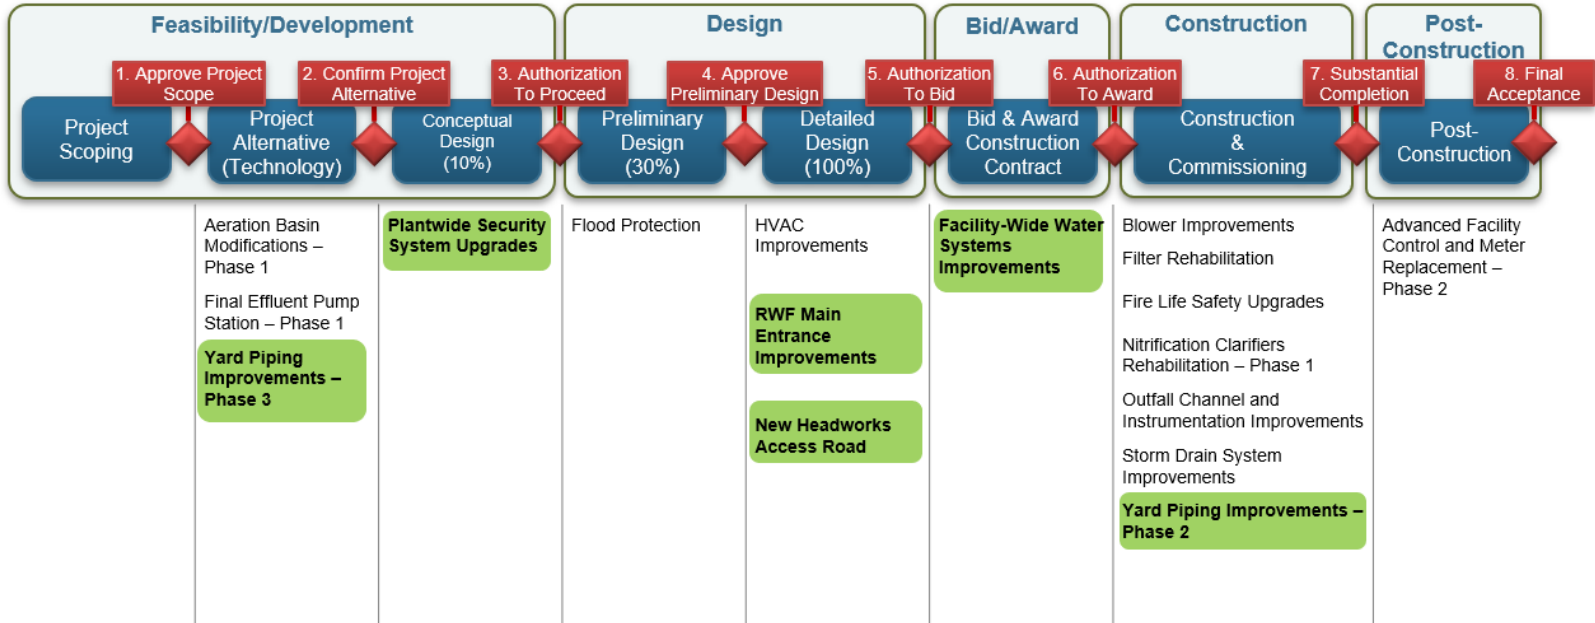 Feasibility/Development
Design
Bid/Award
Construction
Post-
Construction
1. Approve Project
Scope
2. Confirm Project
Alternative
3. Authorization
To Proceed
4. Approve
Preliminary Design
5. Authorization
To Bid
6. Authorization
To Award
7. Substantial
Completion
8. Final
Acceptance
Project
Scoping
Project
Alternative
(Technology)
Conceptual
Design
(10%)
Preliminary
Design
(30%)
Detailed
Design
(100%)
Bid & Award
Construction
Contract
Construction
&
Commissioning
Post-
Construction
Aeration Basin
Modifications –
Phase 1
Final Effluent Pump
Station – Phase 1
Yard Piping
Improvements –
Phase 3
Plantwide Security
System Upgrades
Flood Protection
HVAC
Improvements
RWF Main
Entrance
Improvements
New Headworks
Access Road
Facility-Wide Water
Systems
Improvements
Blower Improvements
Filter Rehabilitation
Fire Life Safety Upgrades
Nitrification Clarifiers
Rehabilitation – Phase 1
Outfall Channel and
Instrumentation Improvements
Storm Drain System
Improvements
Yard Piping Improvements –
Phase 2
Advanced Facility
Control and Meter
Replacement –
Phase 2